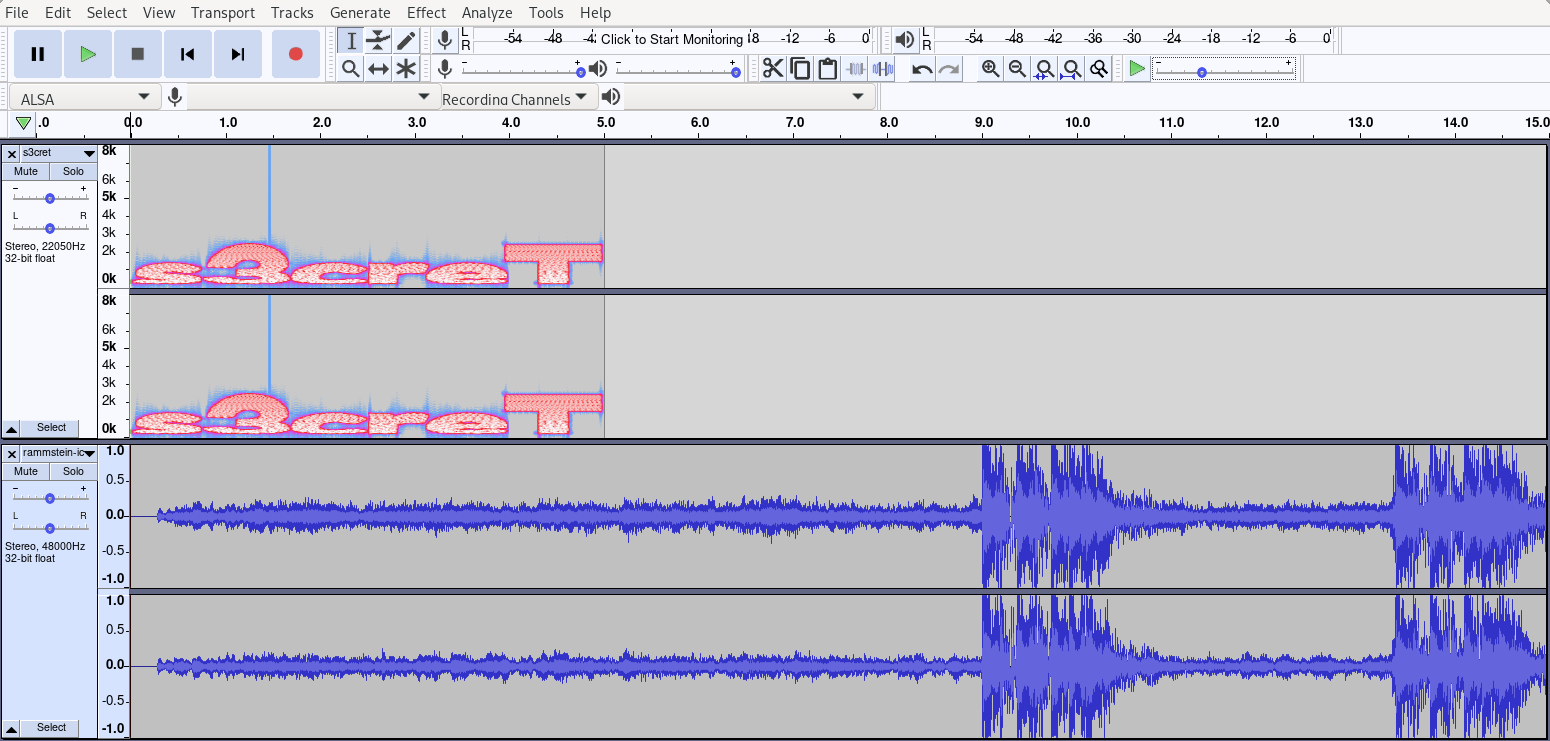 File Edit Select View Transport Tracks Generate Effect Analyze Tools Help
L R -54 -48 -4 Click to Start Monitoring 8 -12 -6 0 L R -54 -48 -42 -36 -30 -24 -18 -12 -6 0
- + - + - +
ALSA Recording Channels
.0 0.0 1.0 2.0 3.0 4.0 5.0 6.0 7.0 8.0 9.0 10.0 11.0 12.0 13.0 14.0 15.0
s3cret
Mute Solo
- +
L R
Stereo, 22050Hz
32-bit float
Select
8k
6k
5k
4k
3k
2k
0k
s3creT
8k
6k
5k
4k
3k
2k
0k
s3creT
rammstein-ic
Mute Solo
- +
L R
Stereo, 48000Hz
32-bit float
Select
1.0
0.5
0.0
-0.5
-1.0
1.0
0.5
0.0
-0.5
-1.0